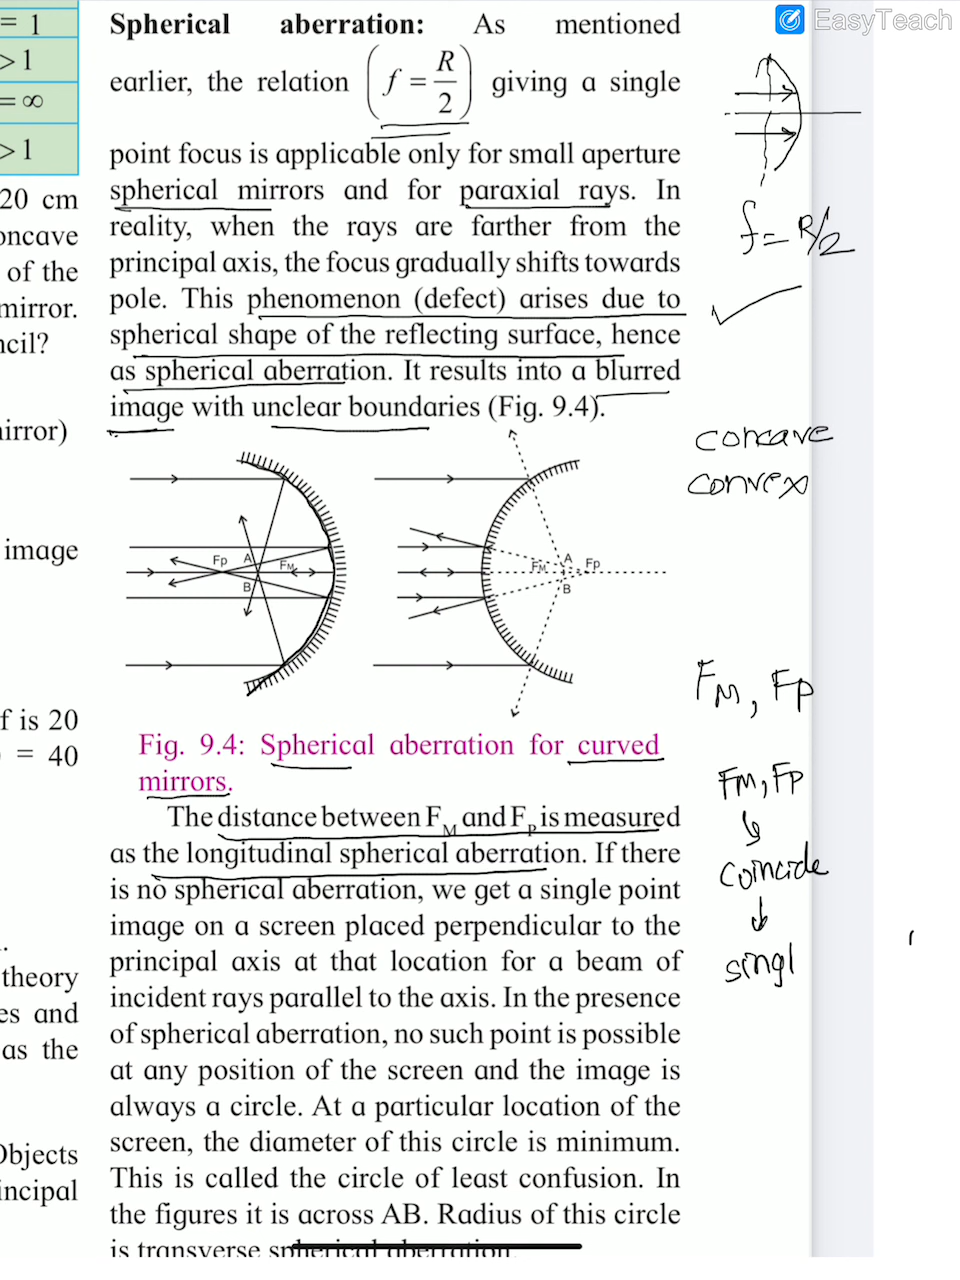 EasyTeach
= 1
>1
= ∞
>1
20 cm
oncave
of the
mirror.
ncil?
irror)
image
f is 20
= 40
.
theory
es and
as the
Objects
incipal
Spherical aberration: As mentioned
earlier, the relation (f = R/2) giving a single
point focus is applicable only for small aperture
spherical mirrors and for paraxial rays. In
reality, when the rays are farther from the
principal axis, the focus gradually shifts towards
pole. This phenomenon (defect) arises due to
spherical shape of the reflecting surface, hence
as spherical aberration. It results into a blurred
image with unclear boundaries (Fig. 9.4).
Fp A FM
B
FM A Fp
B
Fig. 9.4: Spherical aberration for curved
mirrors.
The distance between FM and FP is measured
as the longitudinal spherical aberration. If there
is no spherical aberration, we get a single point
image on a screen placed perpendicular to the
principal axis at that location for a beam of
incident rays parallel to the axis. In the presence
of spherical aberration, no such point is possible
at any position of the screen and the image is
always a circle. At a particular location of the
screen, the diameter of this circle is minimum.
This is called the circle of least confusion. In
the figures it is across AB. Radius of this circle
is transverse spherical aberration.
f = R/2
concave
convex
FM, Fp
FM, Fp
coincide
singl